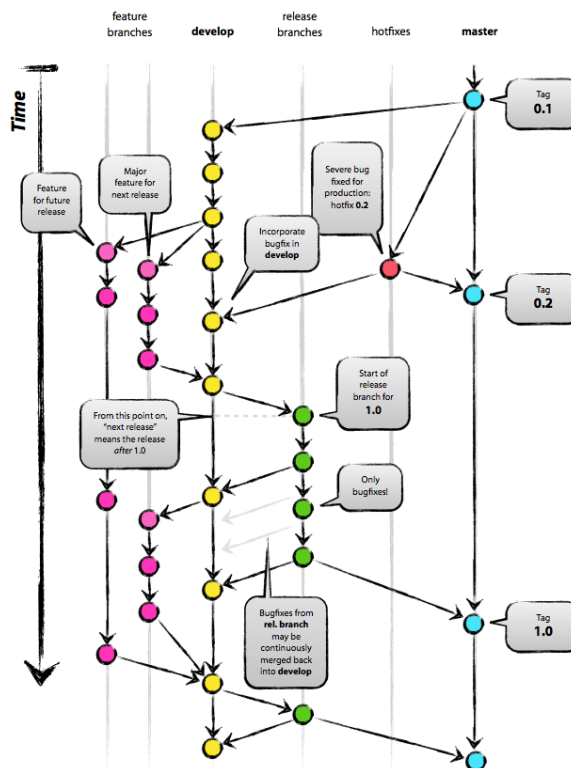 feature
branches
develop
release
branches
hotfixes
master
Time
Tag
0.1
Feature
for future
release
Major
feature for
next release
Severe bug
fixed for
production:
hotfix 0.2
Incorporate
bugfix in
develop
Tag
0.2
Start of
release
branch for
1.0
From this point on,
“next release”
means the release
after 1.0
Only
bugfixes!
Bugfixes from
rel. branch
may be
continuously
merged back
into develop
Tag
1.0